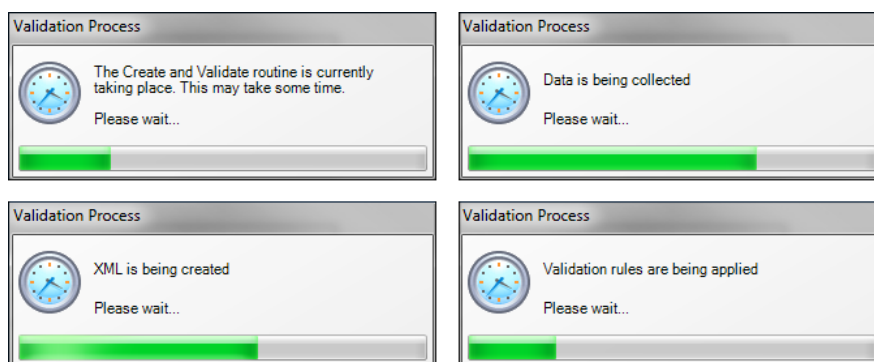 Validation Process
The Create and Validate routine is currently
taking place. This may take some time.
Please wait...
Validation Process
Data is being collected
Please wait...
Validation Process
XML is being created
Please wait...
Validation Process
Validation rules are being applied
Please wait...